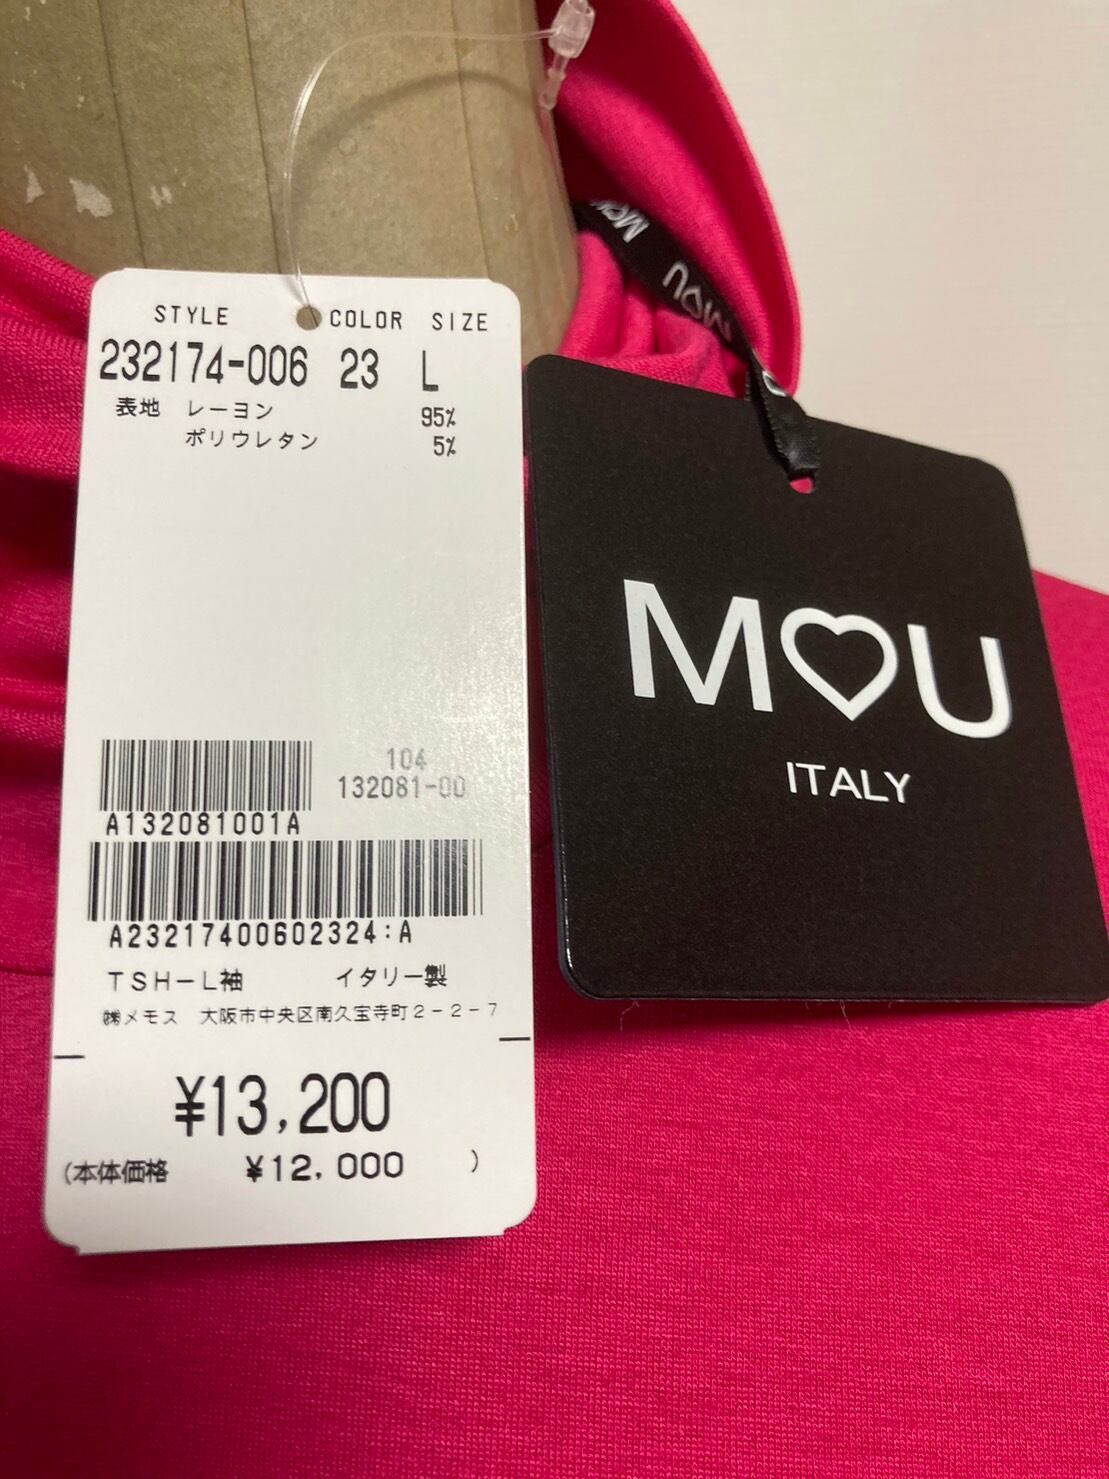 STYLE COLOR SIZE
232174-006 23 L
表地 レーヨン 95%
ポリウレタン 5%
104
132081-00
A132081001A
A23217400602324:A
TSH-L袖 イタリー製
㈱メモス 大阪市中央区南久宝寺町2-2-7
¥13,200
(本体価格 ¥12,000 )
M♡U
ITALY
M♡U